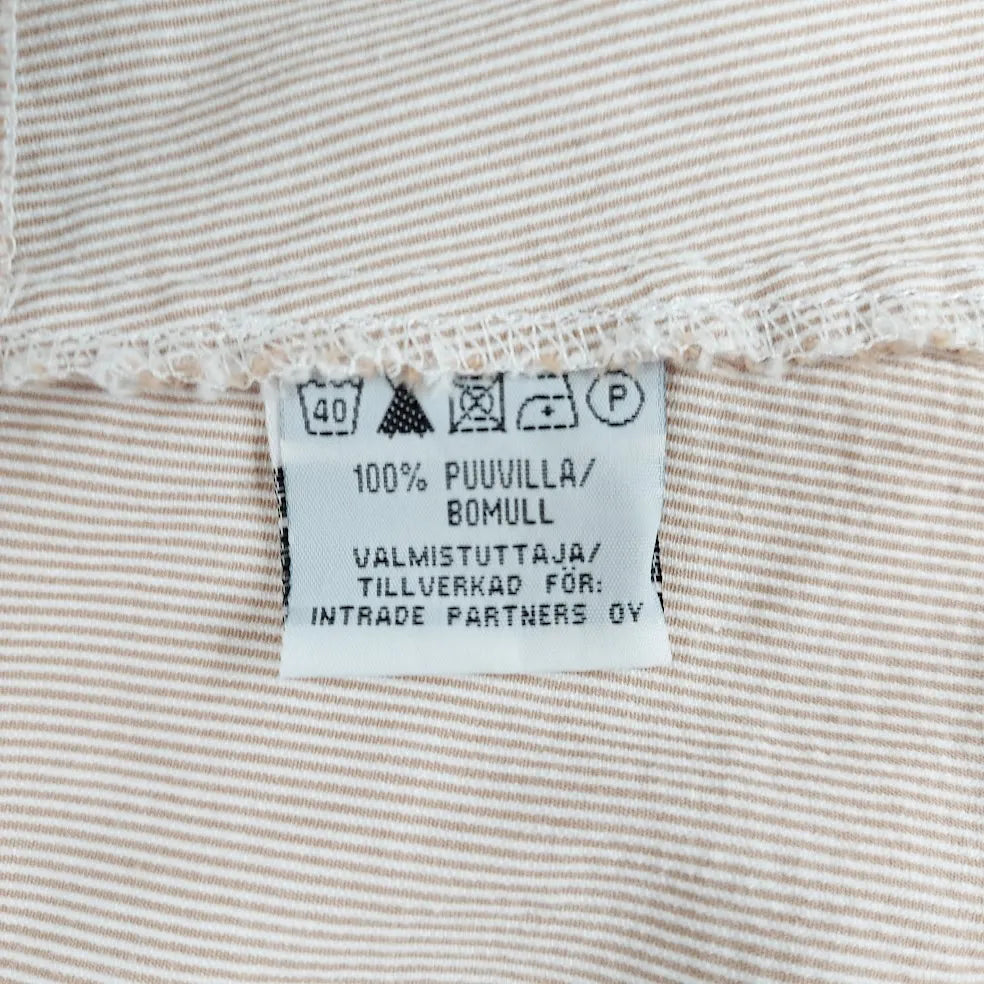 40 P
100% PUUVILLA/
BOMULL
VALMISTUTTAJA/
TILLVERKAD FÖR:
INTRADE PARTNERS OY